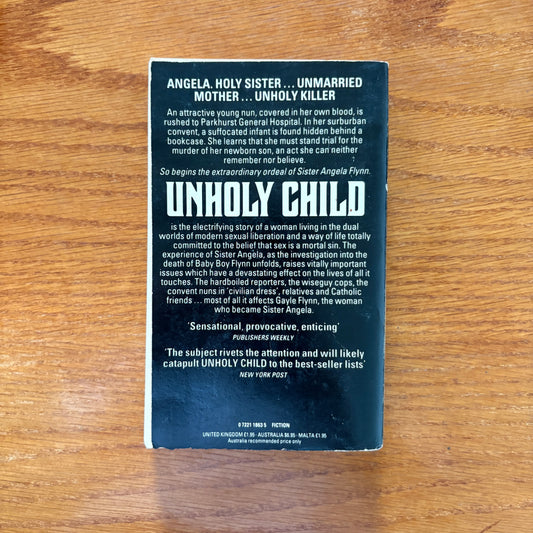 ANGELA. HOLY SISTER ... UNMARRIED
MOTHER ... UNHOLY KILLER
An attractive young nun, covered in her own blood, is
rushed to Parkhurst General Hospital. In her surburban
convent, a suffocated infant is found hidden behind a
bookcase. She learns that she must stand trial for the
murder of her newborn son, an act she can neither
remember nor believe.
So begins the extraordinary ordeal of Sister Angela Flynn.
UNHOLY CHILD
is the electrifying story of a woman living in the dual
worlds of modern sexual liberation and a way of life totally
committed to the belief that sex is a mortal sin. The
experience of Sister Angela, as the investigation into the
death of Baby Boy Flynn unfolds, raises vitally important
issues which have a devastating effect on the lives of all it
touches. The hardboiled reporters, the wiseguy cops, the
convent nuns in 'civilian dress', relatives and Catholic
friends ... most of all it affects Gayle Flynn, the woman
who became Sister Angela.
'Sensational, provocative, enticing'
PUBLISHERS WEEKLY
'The subject rivets the attention and will likely
catapult UNHOLY CHILD to the best-seller lists'
NEW YORK POST
0 7221 1863 5 FICTION
UNITED KINGDOM £1.95 · AUSTRALIA $6.95 · MALTA £1.95
Australia recommended price only